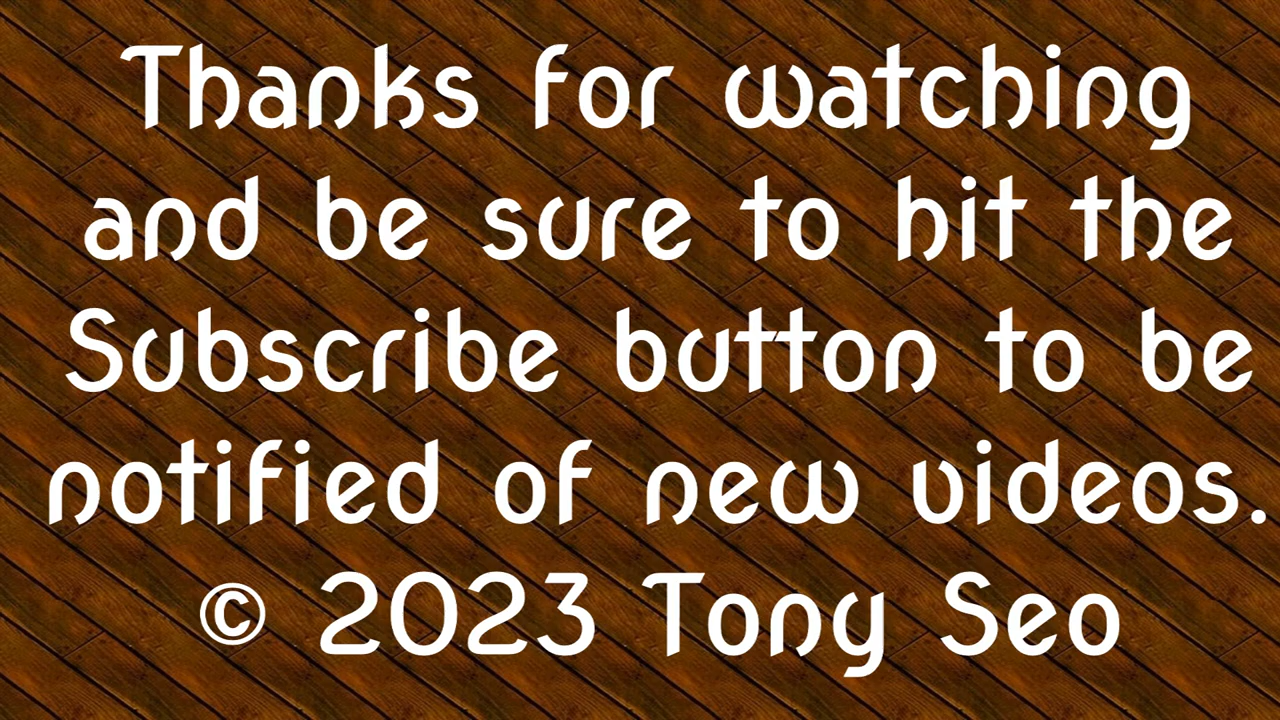 Thanks for watching
and be sure to hit the
Subscribe button to be
notified of new videos.
© 2023 Tony Seo